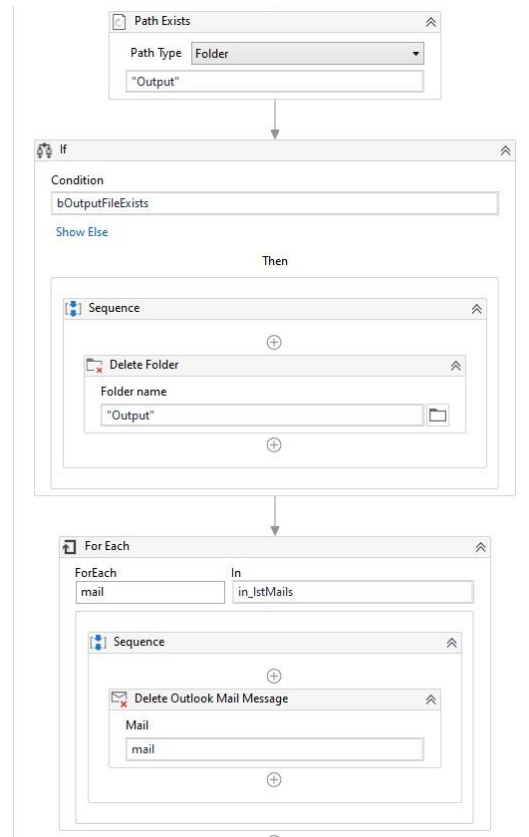 Path Exists
Path Type Folder
"Output"
If
Condition
bOutputFileExists
Show Else
Then
Sequence
Delete Folder
Folder name
"Output"
For Each
ForEach In
mail in_lstMails
Sequence
Delete Outlook Mail Message
Mail
mail